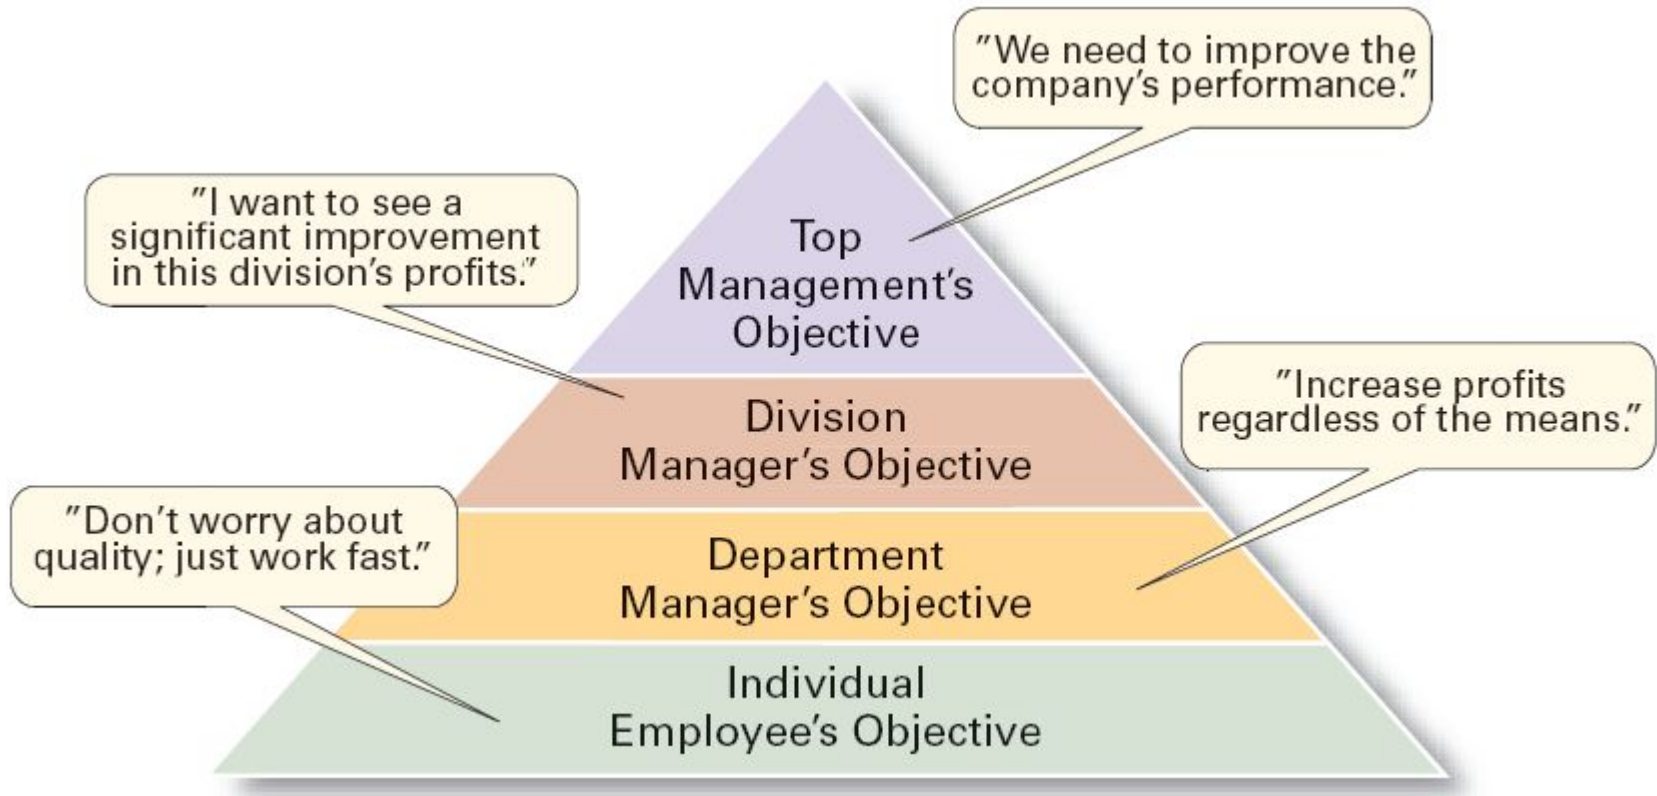 ”We need to improve the
company’s performance.”
”I want to see a
significant improvement
in this division’s profits.”
Top
Management’s
Objective
”Increase profits
regardless of the means.”
Division
Manager’s Objective
”Don’t worry about
quality; just work fast.”
Department
Manager’s Objective
Individual
Employee’s Objective